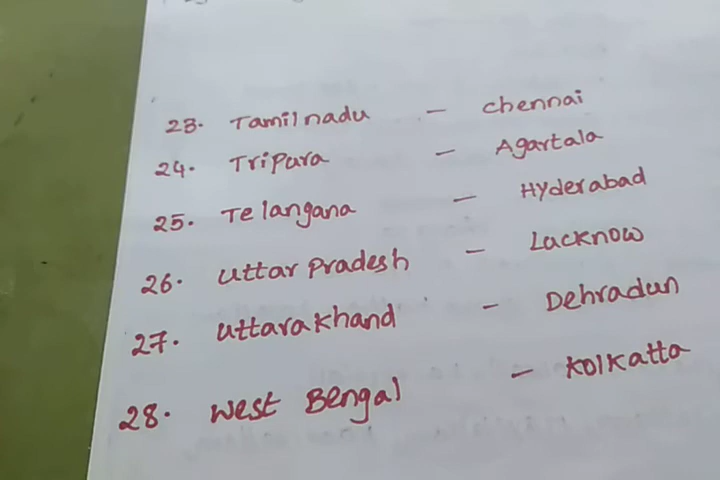 23. Tamilnadu - chennai
24. Tripura - Agartala
25. Telangana - Hyderabad
26. uttar pradesh - Lacknow
27. uttarakhand - Dehradun
28. West Bengal - Kolkatta